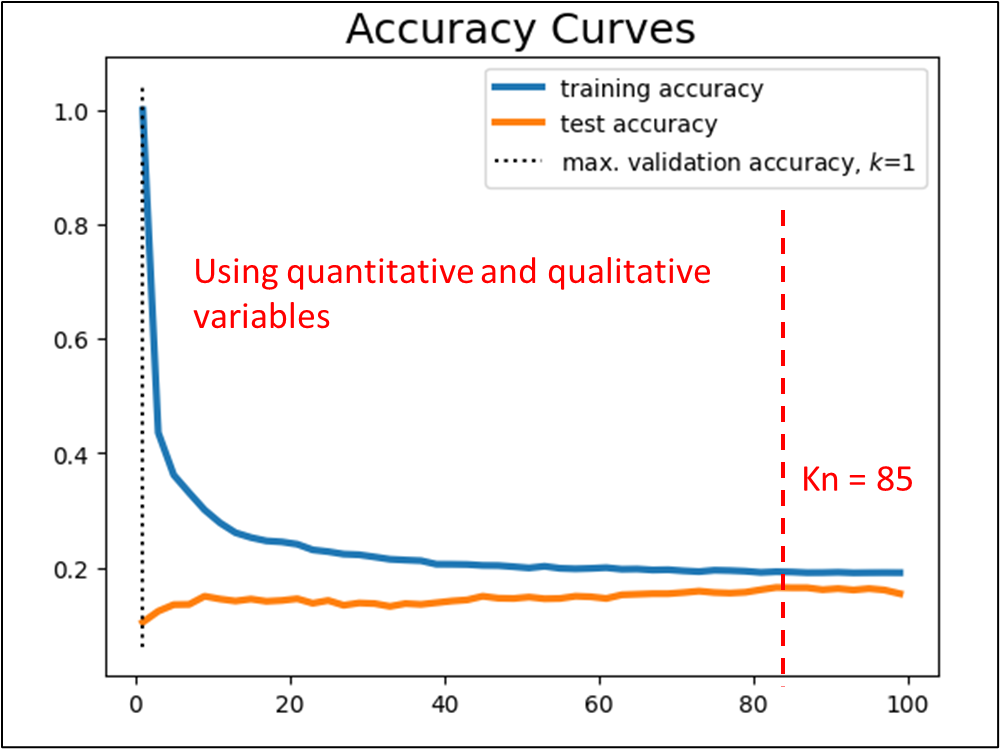 Accuracy Curves
training accuracy
test accuracy
max. validation accuracy, k=1
Using quantitative and qualitative
variables
Kn = 85
1.0
0.8
0.6
0.4
0.2
0 20 40 60 80 100